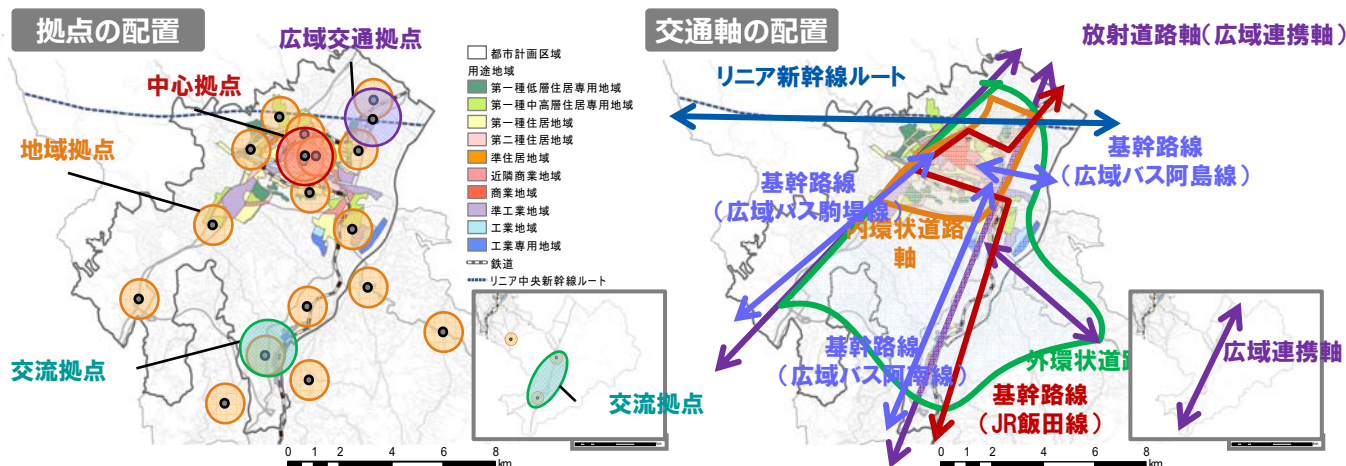 拠点の配置
広域交通拠点
中心拠点
地域拠点
交流拠点
都市計画区域
用途地域
第一種低層住居専用地域
第一種中高層住居専用地域
第一種住居地域
第二種住居地域
準住居地域
近隣商業地域
商業地域
準工業地域
工業地域
工業専用地域
鉄道
リニア中央新幹線ルート
交流拠点
0 1 2 4 6 8
km
交通軸の配置
放射道路軸(広域連携軸)
リニア新幹線ルート
基幹路線
(広域バス阿島線)
基幹路線
(広域バス駒場線)
内環状道路
軸
基幹路線
(広域バス阿南線)
外環状道路
基幹路線
(JR飯田線)
広域連携軸
0 1 2 4 6 8
km